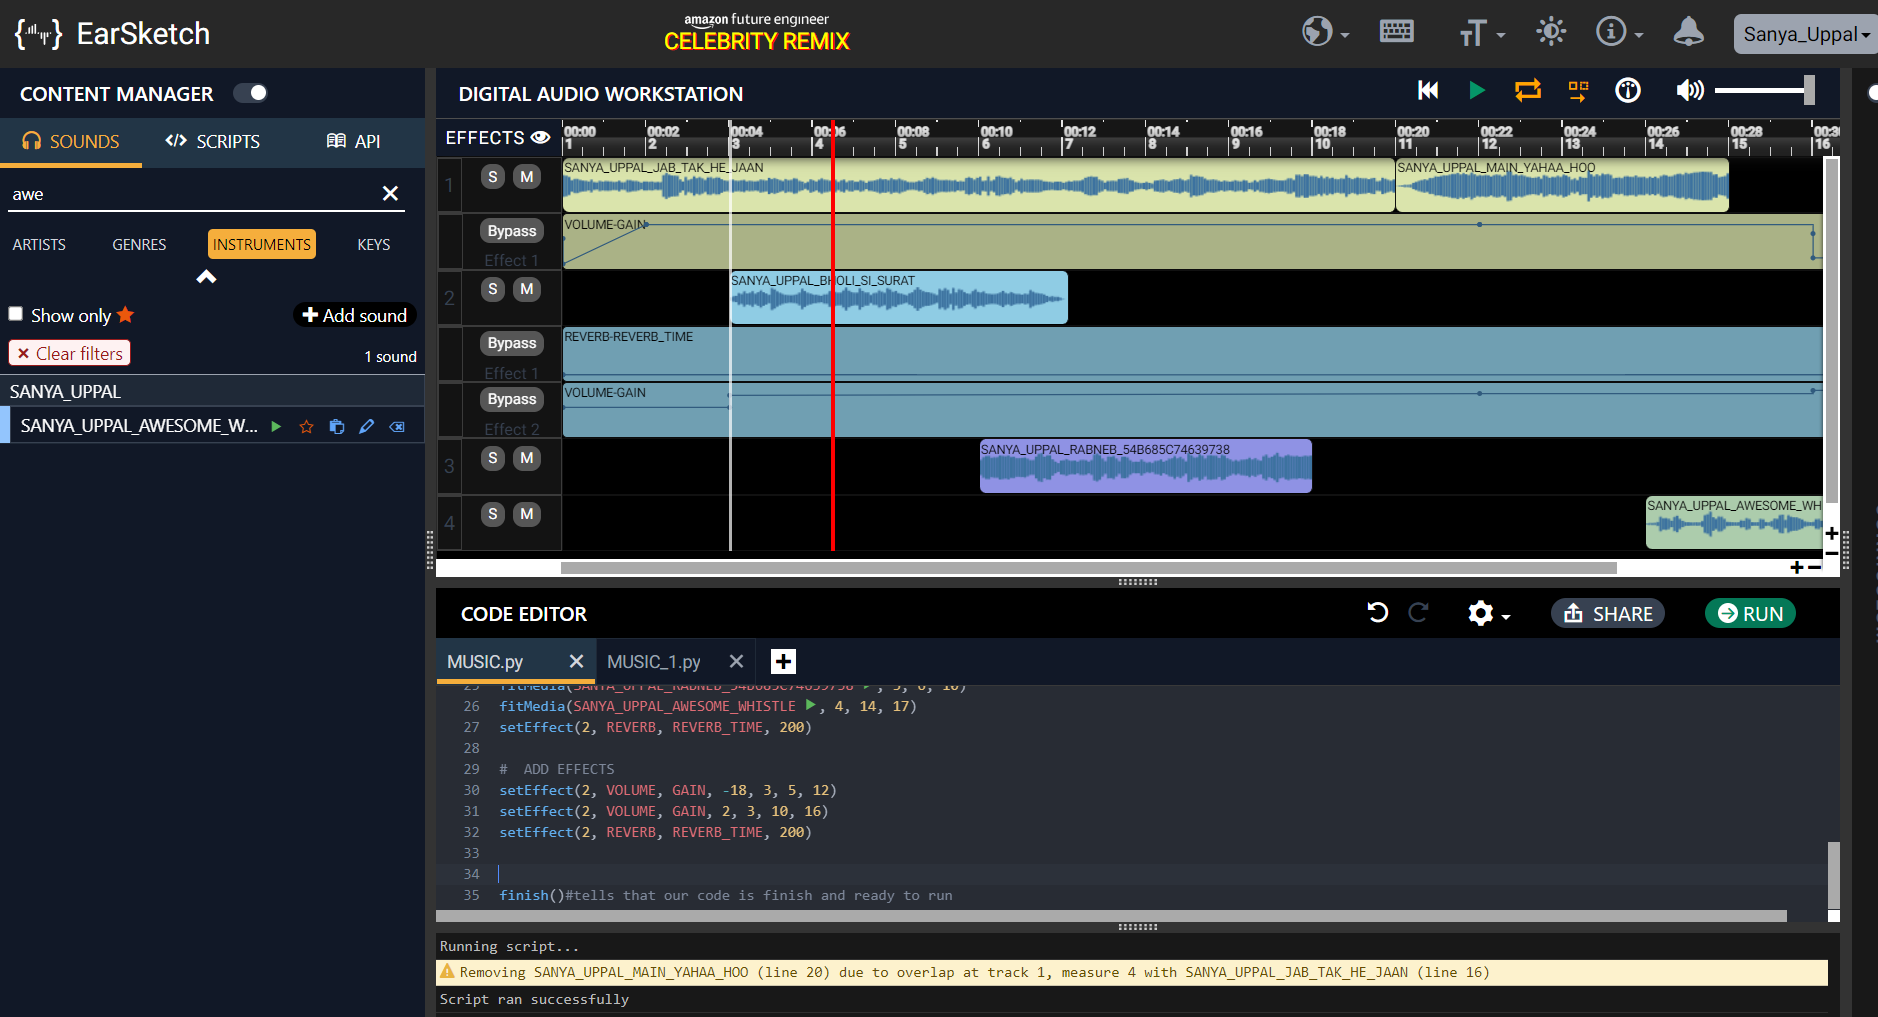 EarSketch
amazon future engineer
CELEBRITY REMIX
Sanya_Uppal
CONTENT MANAGER
SOUNDS
SCRIPTS
API
awe
ARTISTS
GENRES
INSTRUMENTS
KEYS
Show only
Add sound
Clear filters
1 sound
SANYA_UPPAL
SANYA_UPPAL_AWESOME_W...
DIGITAL AUDIO WORKSTATION
EFFECTS
00:00 00:02 00:04 00:06 00:08 00:10 00:12 00:14 00:16 00:18 00:20 00:22 00:24 00:26 00:28
1 2 3 4 5 6 7 8 9 10 11 12 13 14 15 16
1 S M
SANYA_UPPAL_JAB_TAK_HE_JAAN
SANYA_UPPAL_MAIN_YAHAA_HOO
Bypass
Effect 1
VOLUME-GAIN
2 S M
SANYA_UPPAL_BHOLI_SI_SURAT
Bypass
Effect 1
REVERB-REVERB_TIME
Bypass
Effect 2
VOLUME-GAIN
3 S M
SANYA_UPPAL_RABNEB_54B685C74639738
4 S M
SANYA_UPPAL_AWESOME_WH
CODE EDITOR
SHARE
RUN
MUSIC.py
MUSIC_1.py
26 fitMedia(SANYA_UPPAL_AWESOME_WHISTLE , 4, 14, 17)
27 setEffect(2, REVERB, REVERB_TIME, 200)
28
29 #  ADD EFFECTS
30 setEffect(2, VOLUME, GAIN, -18, 3, 5, 12)
31 setEffect(2, VOLUME, GAIN, 2, 3, 10, 16)
32 setEffect(2, REVERB, REVERB_TIME, 200)
33
34
35 finish()#tells that our code is finish and ready to run
Running script...
Removing SANYA_UPPAL_MAIN_YAHAA_HOO (line 20) due to overlap at track 1, measure 4 with SANYA_UPPAL_JAB_TAK_HE_JAAN (line 16)
Script ran successfully